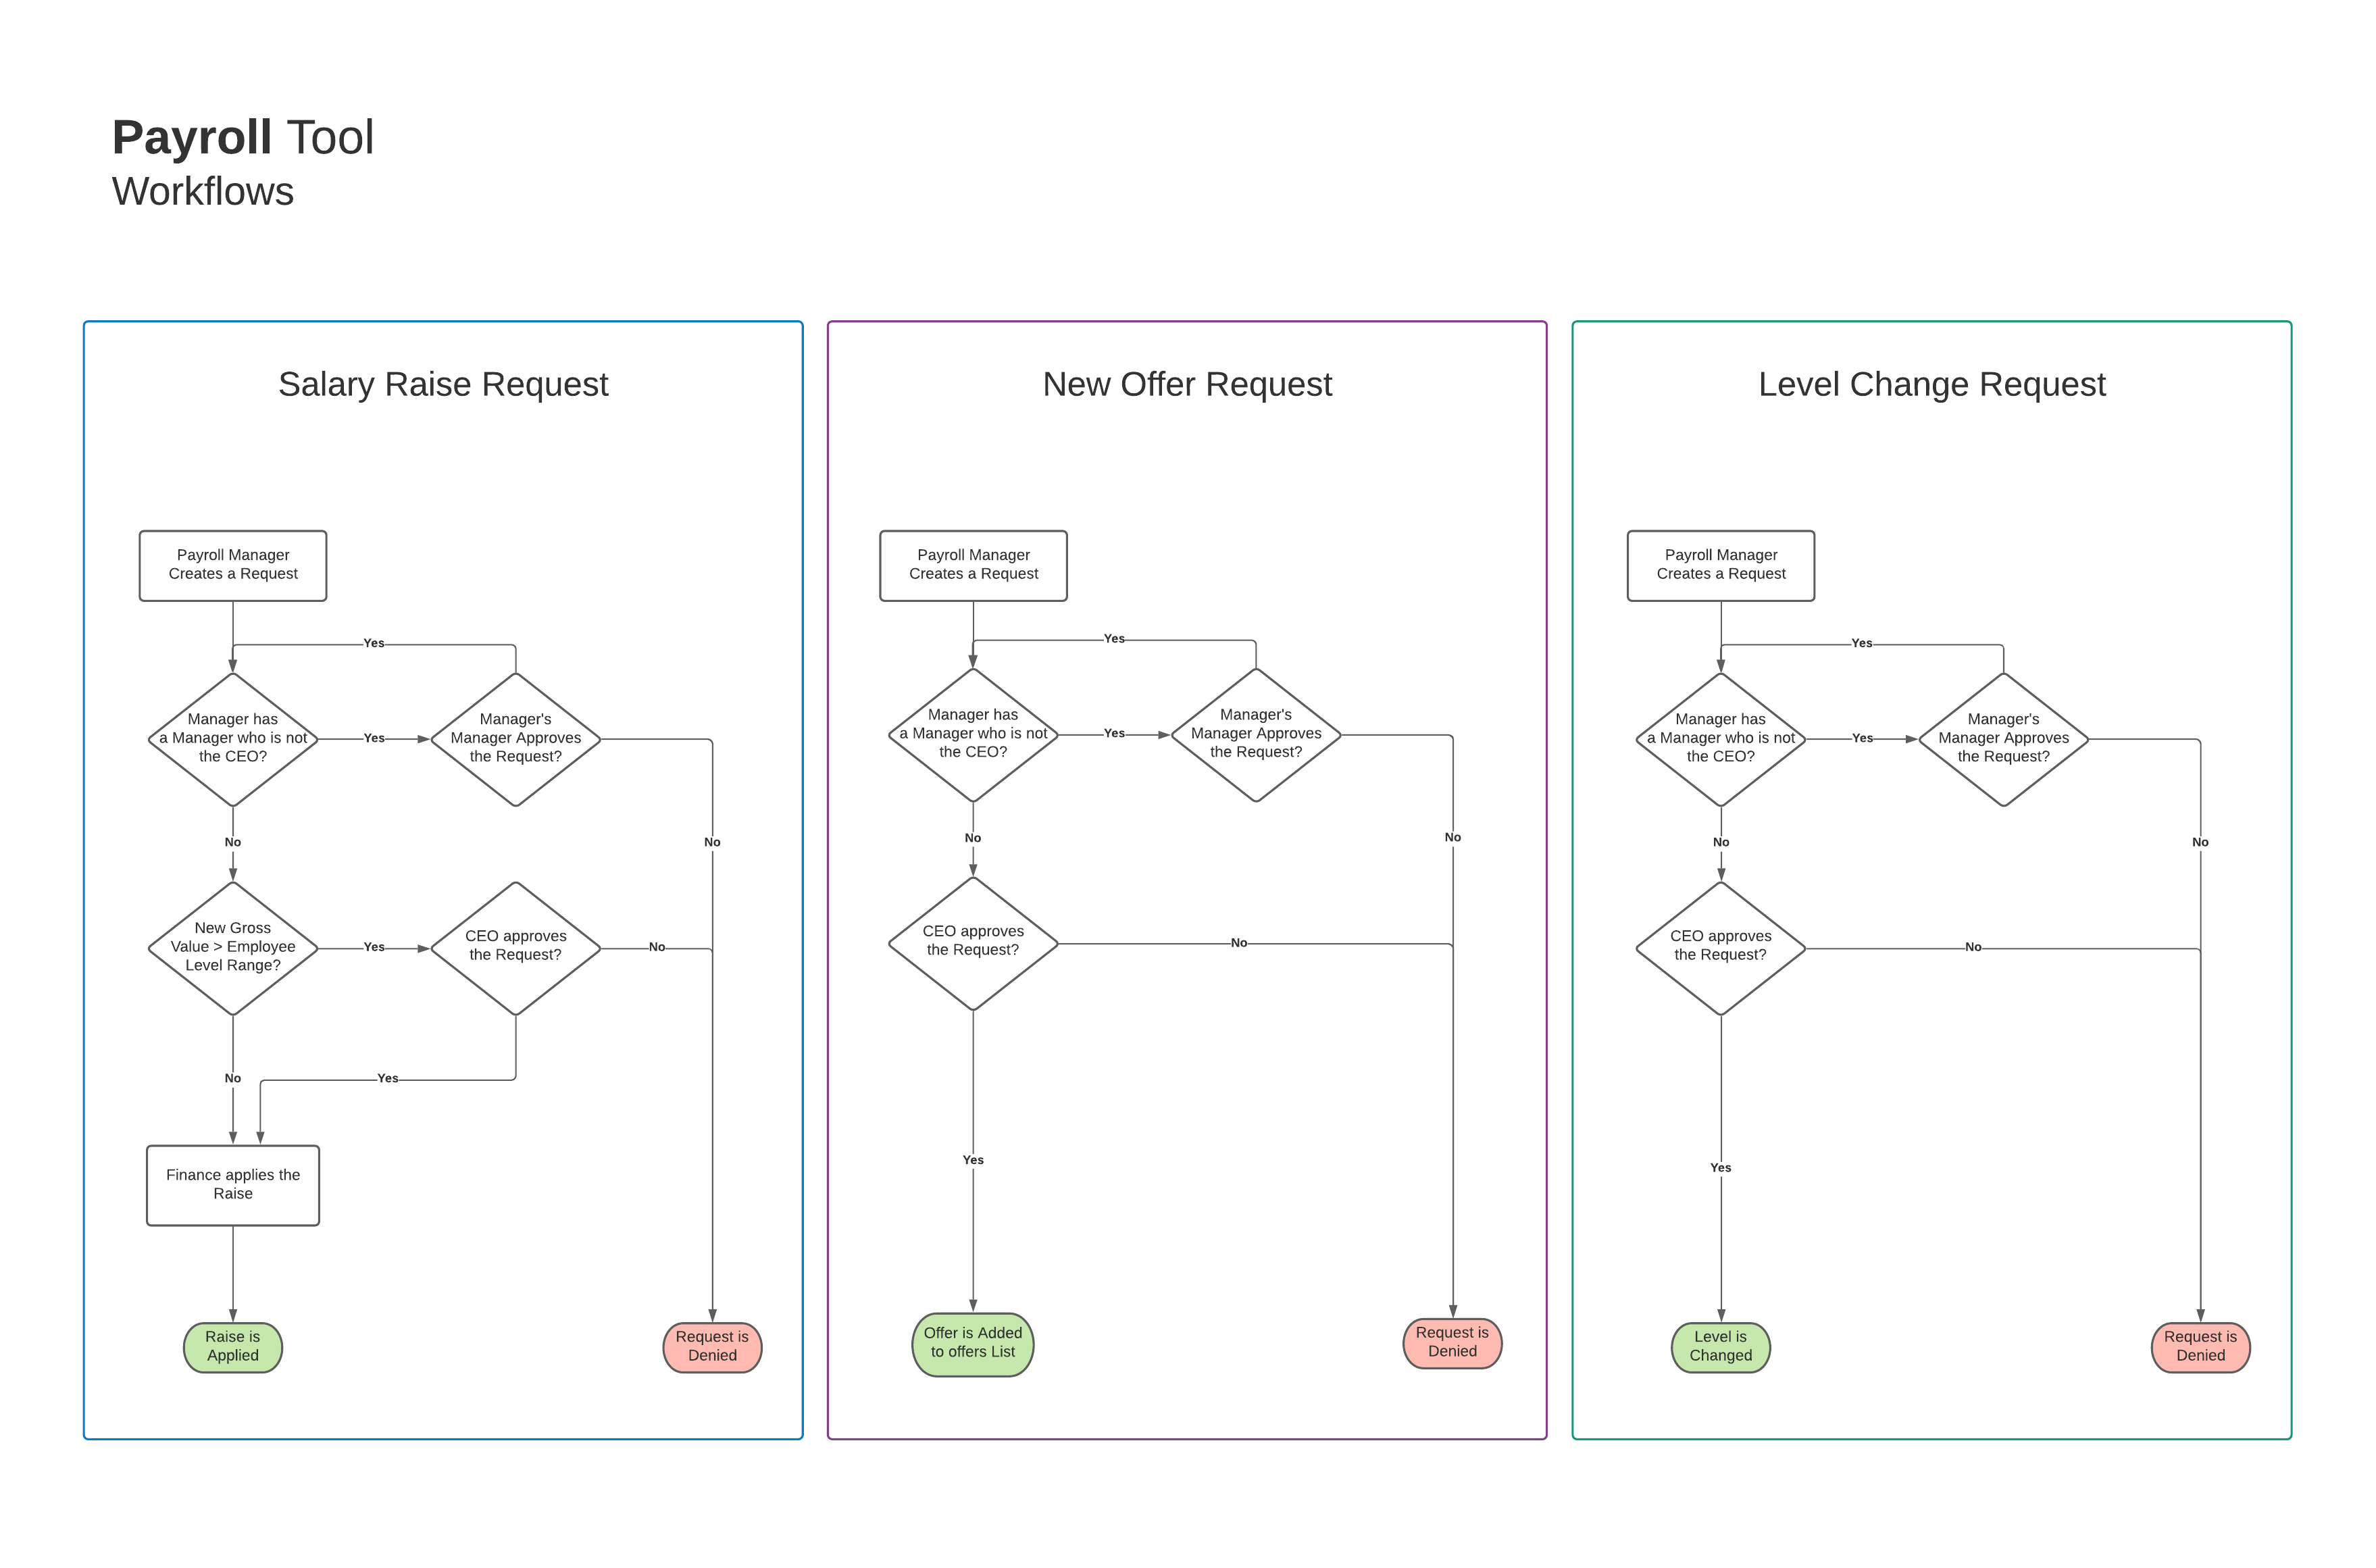 Payroll Tool
Workflows
Salary Raise Request
Payroll Manager
Creates a Request
Yes
Manager has
a Manager who is not
the CEO?
Yes
Manager's
Manager Approves
the Request?
No
No
New Gross
Value > Employee
Level Range?
Yes
CEO approves
the Request?
No
No
Yes
Finance applies the
Raise
Raise is
Applied
Request is
Denied
New Offer Request
Payroll Manager
Creates a Request
Yes
Manager has
a Manager who is not
the CEO?
Yes
Manager's
Manager Approves
the Request?
No
No
CEO approves
the Request?
No
Yes
Offer is Added
to offers List
Request is
Denied
Level Change Request
Payroll Manager
Creates a Request
Yes
Manager has
a Manager who is not
the CEO?
Yes
Manager's
Manager Approves
the Request?
No
No
CEO approves
the Request?
No
Yes
Level is
Changed
Request is
Denied